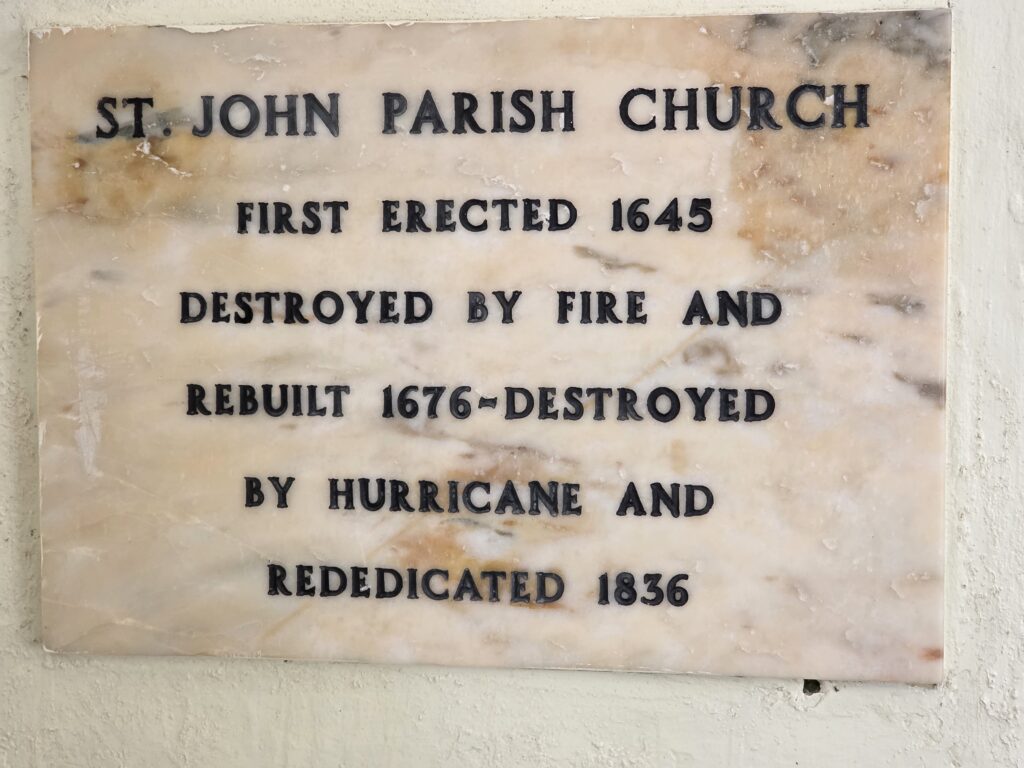 ST. JOHN PARISH CHURCH
FIRST ERECTED 1645
DESTROYED BY FIRE AND
REBUILT 1676-DESTROYED
BY HURRICANE AND
REDEDICATED 1836